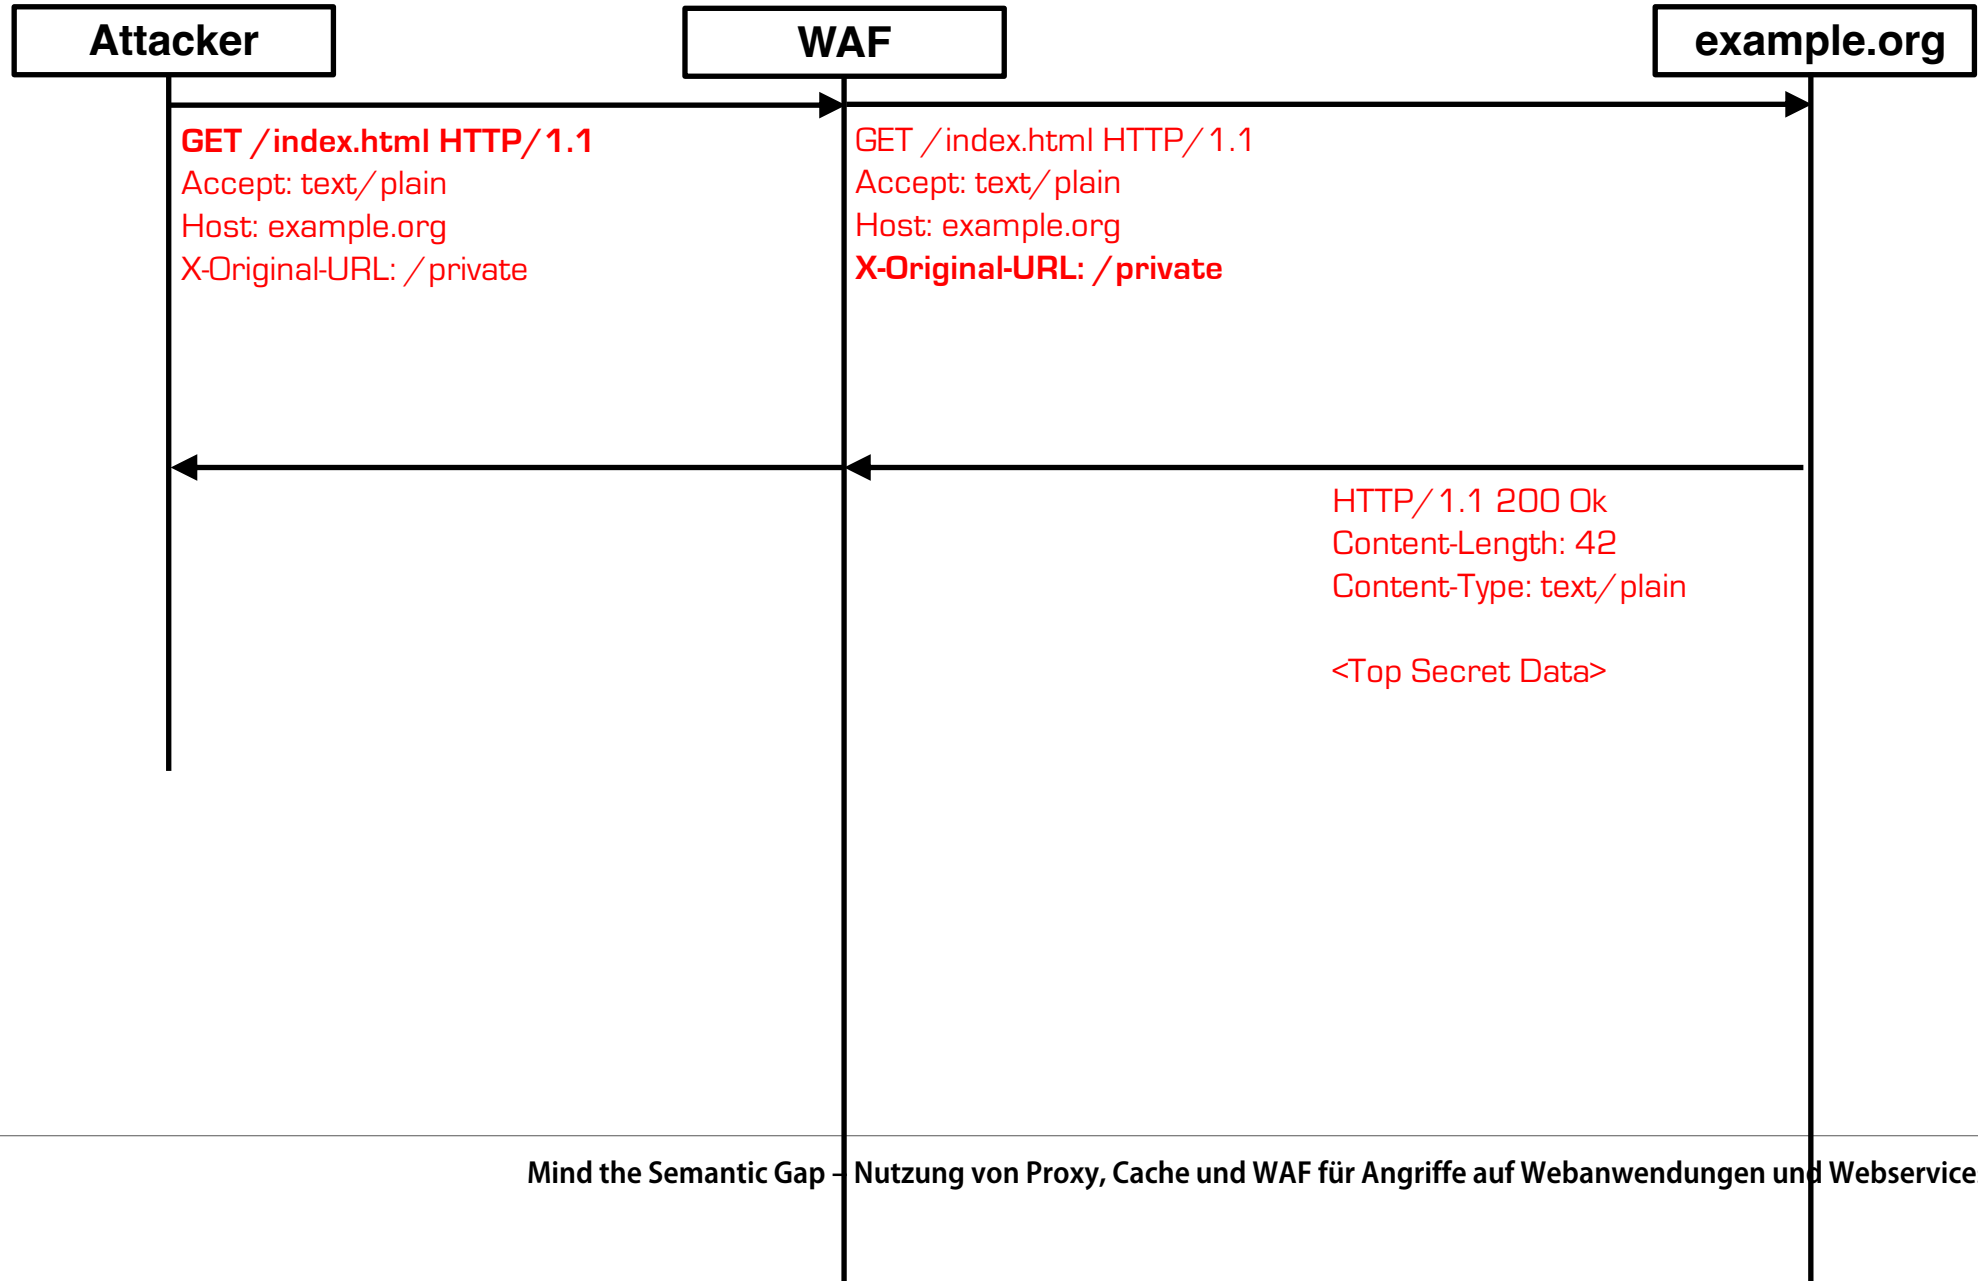 Attacker
WAF
example.org
GET /index.html HTTP/1.1
Accept: text/plain
Host: example.org
X-Original-URL: /private
GET /index.html HTTP/1.1
Accept: text/plain
Host: example.org
X-Original-URL: /private
HTTP/1.1 200 Ok
Content-Length: 42
Content-Type: text/plain
<Top Secret Data>
Mind the Semantic Gap – Nutzung von Proxy, Cache und WAF für Angriffe auf Webanwendungen und Webservice